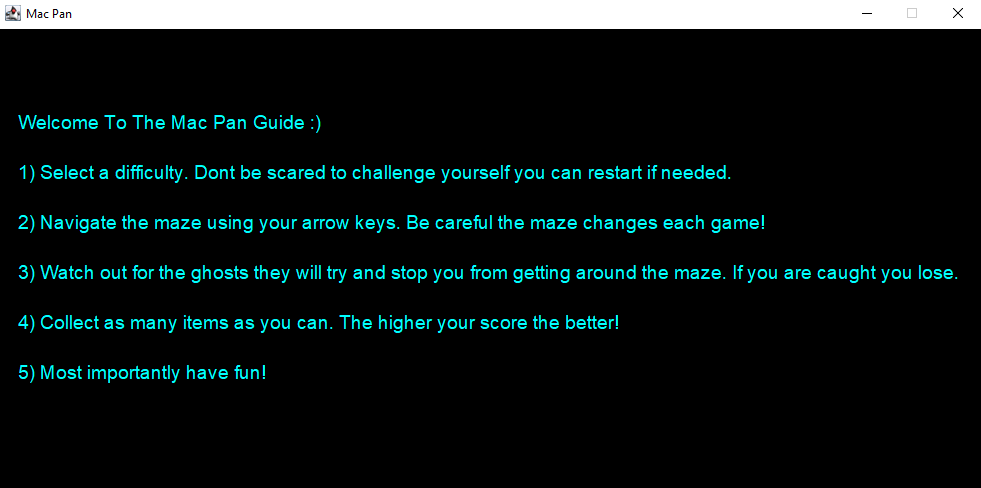 Mac Pan
Welcome To The Mac Pan Guide :)
1) Select a difficulty. Dont be scared to challenge yourself you can restart if needed.
2) Navigate the maze using your arrow keys. Be careful the maze changes each game!
3) Watch out for the ghosts they will try and stop you from getting around the maze. If you are caught you lose.
4) Collect as many items as you can. The higher your score the better!
5) Most importantly have fun!